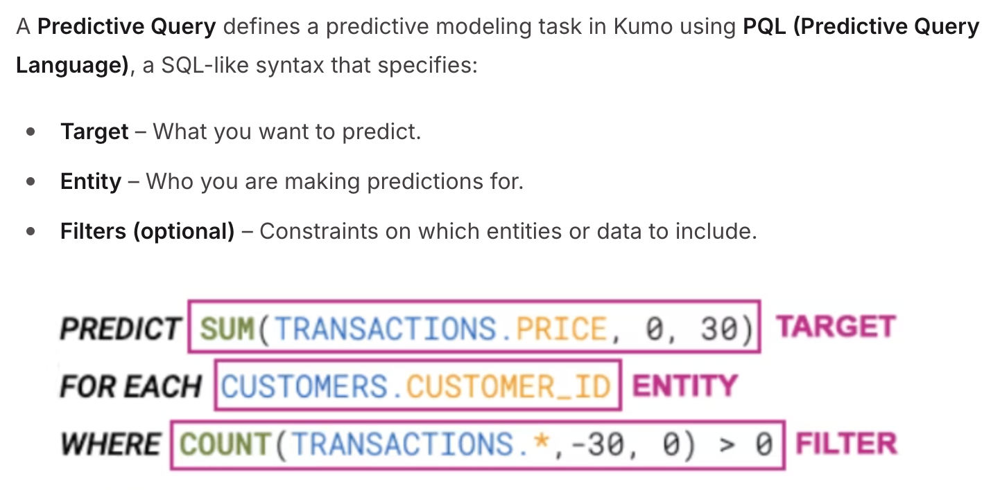 A Predictive Query defines a predictive modeling task in Kumo using PQL (Predictive Query
Language), a SQL-like syntax that specifies:
• Target – What you want to predict.
• Entity – Who you are making predictions for.
• Filters (optional) – Constraints on which entities or data to include.
PREDICT SUM(TRANSACTIONS.PRICE, 0, 30) TARGET
FOR EACH CUSTOMERS.CUSTOMER_ID ENTITY
WHERE COUNT(TRANSACTIONS.*,-30, 0) > 0 FILTER